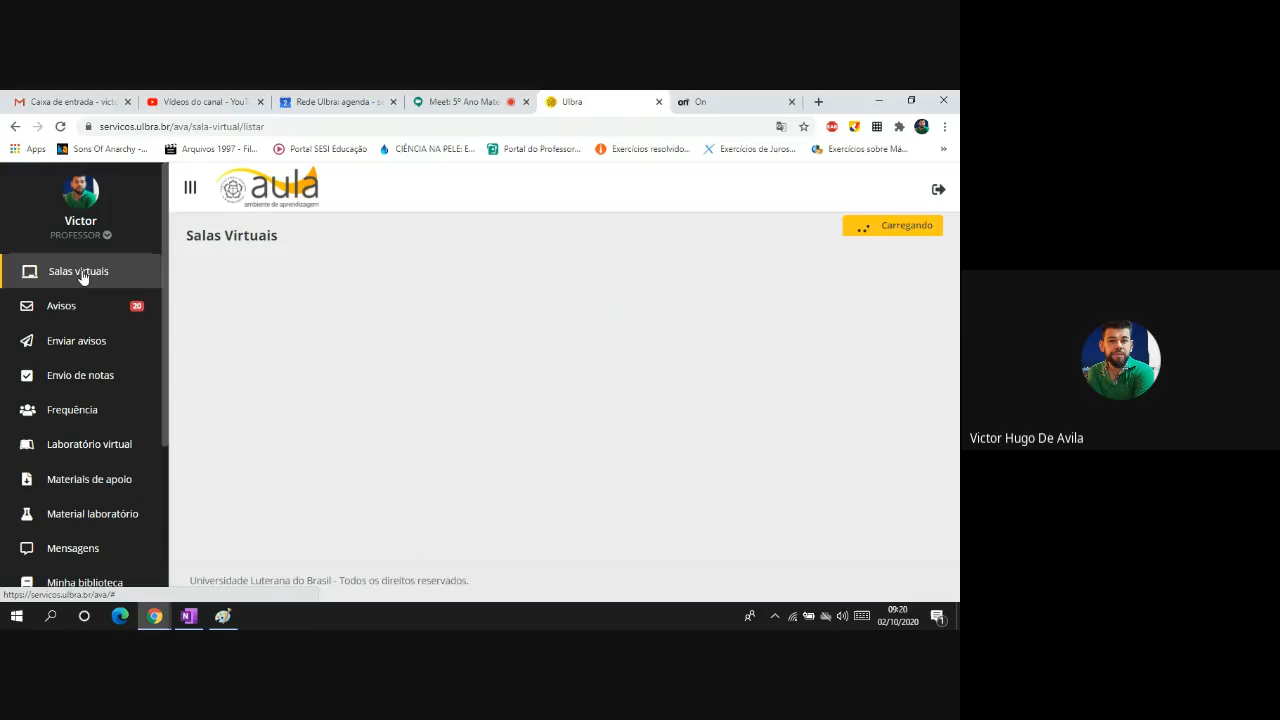 Caixa de entrada - victo
Vídeos do canal - YouT
Rede Ulbra: agenda - se
Meet: 5º Ano Mate
Ulbra
On
servicos.ulbra.br/ava/sala-virtual/listar
Apps
Sons Of Anarchy -...
Arquivos 1997 - Fil...
Portal SESI Educação
CIÊNCIA NA PELE: E...
Portal do Professor...
Exercícios resolvido...
Exercícios de Juros...
Exercícios sobre Má...
»
Victor
PROFESSOR
Salas virtuais
Avisos 20
Enviar avisos
Envio de notas
Frequência
Laboratório virtual
Materiais de apoio
Material laboratório
Mensagens
Minha biblioteca
aula
ambiente de aprendizagem
Salas Virtuais
Carregando
Universidade Luterana do Brasil - Todos os direitos reservados.
https://servicos.ulbra.br/ava/#
09:20
02/10/2020
1
Victor Hugo De Avila